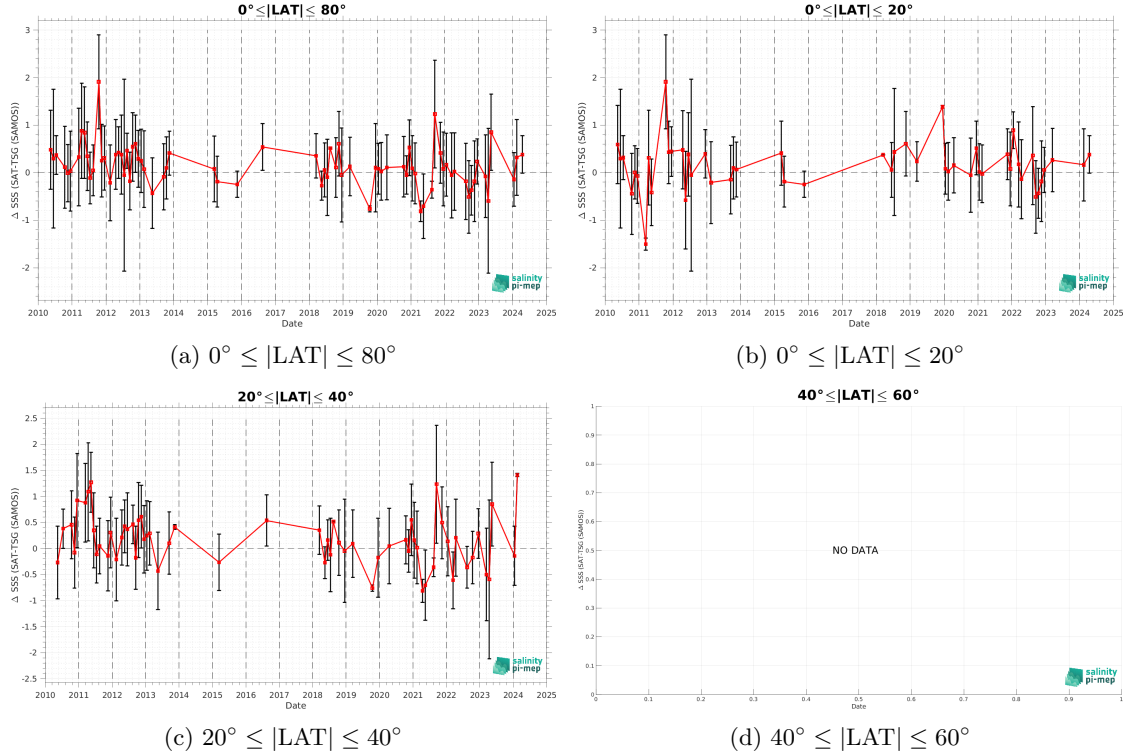 0°≤|LAT|≤ 80°
3
2
1
0
-1
-2
Δ SSS (SAT-TSG (SAMOS))
2010 2011 2012 2013 2014 2015 2016 2017 2018 2019 2020 2021 2022 2023 2024 2025
Date
salinity
pi-mep
(a) 0° ≤ |LAT| ≤ 80°
0°≤|LAT|≤ 20°
3
2
1
0
-1
-2
Δ SSS (SAT-TSG (SAMOS))
2010 2011 2012 2013 2014 2015 2016 2017 2018 2019 2020 2021 2022 2023 2024 2025
Date
salinity
pi-mep
(b) 0° ≤ |LAT| ≤ 20°
20°≤|LAT|≤ 40°
2.5
2
1.5
1
0.5
0
-0.5
-1
-1.5
-2
-2.5
Δ SSS (SAT-TSG (SAMOS))
2010 2011 2012 2013 2014 2015 2016 2017 2018 2019 2020 2021 2022 2023 2024 2025
Date
salinity
pi-mep
(c) 20° ≤ |LAT| ≤ 40°
40°≤|LAT|≤ 60°
1
0.9
0.8
0.7
0.6
0.5
0.4
0.3
0.2
0.1
0
Δ SSS (SAT-TSG (SAMOS))
NO DATA
0 0.1 0.2 0.3 0.4 0.5 0.6 0.7 0.8 0.9 1
Date
salinity
pi-mep
(d) 40° ≤ |LAT| ≤ 60°